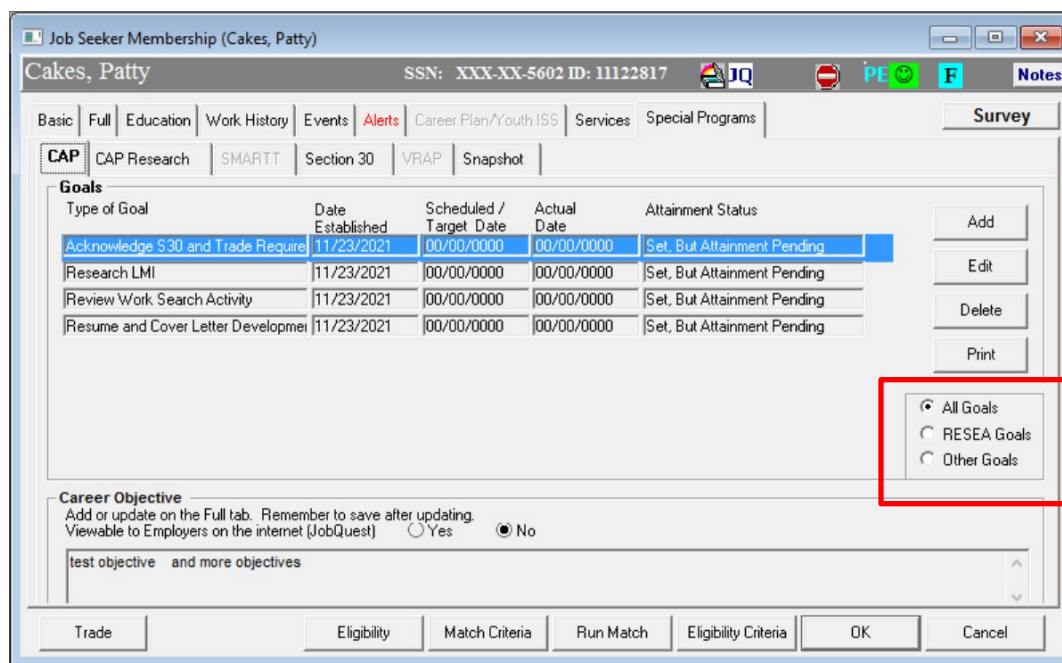 Job Seeker Membership (Cakes, Patty)
Cakes, Patty SSN: XXX-XX-5602 ID: 11122817 JQ PE F Notes
Basic Full Education Work History Events Alerts Career Plan/Youth ISS Services Special Programs Survey
CAP CAP Research SMARTT Section 30 VRAP Snapshot
Goals
Type of Goal Date Established Scheduled / Target Date Actual Date Attainment Status
Add
Acknowledge S30 and Trade Require 11/23/2021 00/00/0000 00/00/0000 Set, But Attainment Pending
Research LMI 11/23/2021 00/00/0000 00/00/0000 Set, But Attainment Pending
Edit
Review Work Search Activity 11/23/2021 00/00/0000 00/00/0000 Set, But Attainment Pending
Delete
Resume and Cover Letter Developmer 11/23/2021 00/00/0000 00/00/0000 Set, But Attainment Pending
Print
All Goals
RESEA Goals
Other Goals
Career Objective
Add or update on the Full tab. Remember to save after updating.
Viewable to Employers on the internet (JobQuest) Yes No
test objective and more objectives
Trade Eligibility Match Criteria Run Match Eligibility Criteria OK Cancel